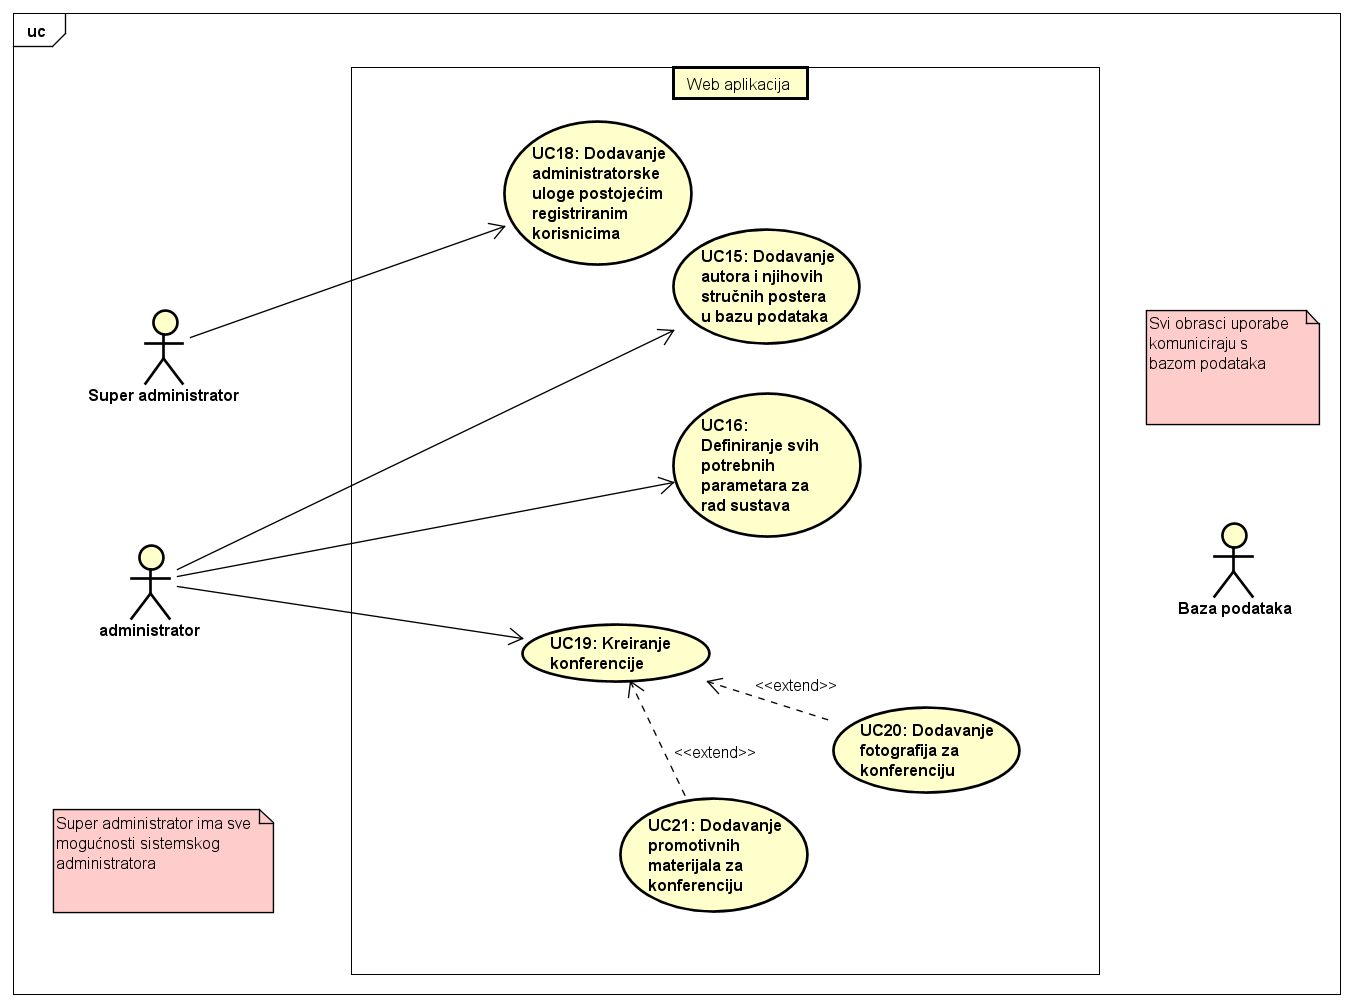 uc
Web aplikacija
UC18: Dodavanje
administratorske
uloge postojećim
registriranim
korisnicima
UC15: Dodavanje
autora i njihovih
stručnih postera
u bazu podataka
Super administrator
Svi obrasci uporabe
komuniciraju s
bazom podataka
UC16:
Definiranje svih
potrebnih
parametara za
rad sustava
administrator
Baza podataka
UC19: Kreiranje
konferencije
<<extend>>
UC20: Dodavanje
fotografija za
konferenciju
<<extend>>
UC21: Dodavanje
promotivnih
materijala za
konferenciju
Super administrator ima sve
mogućnosti sistemskog
administratora